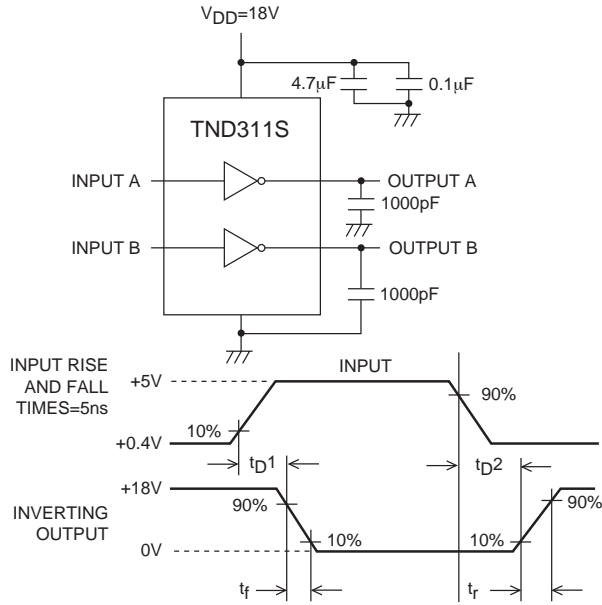 VDD=18V
4.7μF
0.1μF
TND311S
INPUT A
OUTPUT A
1000pF
INPUT B
OUTPUT B
1000pF
INPUT RISE
AND FALL
TIMES=5ns
+5V
INPUT
90%
10%
+0.4V
tD1
tD2
+18V
90%
90%
INVERTING
OUTPUT
10%
10%
0V
tf
tr